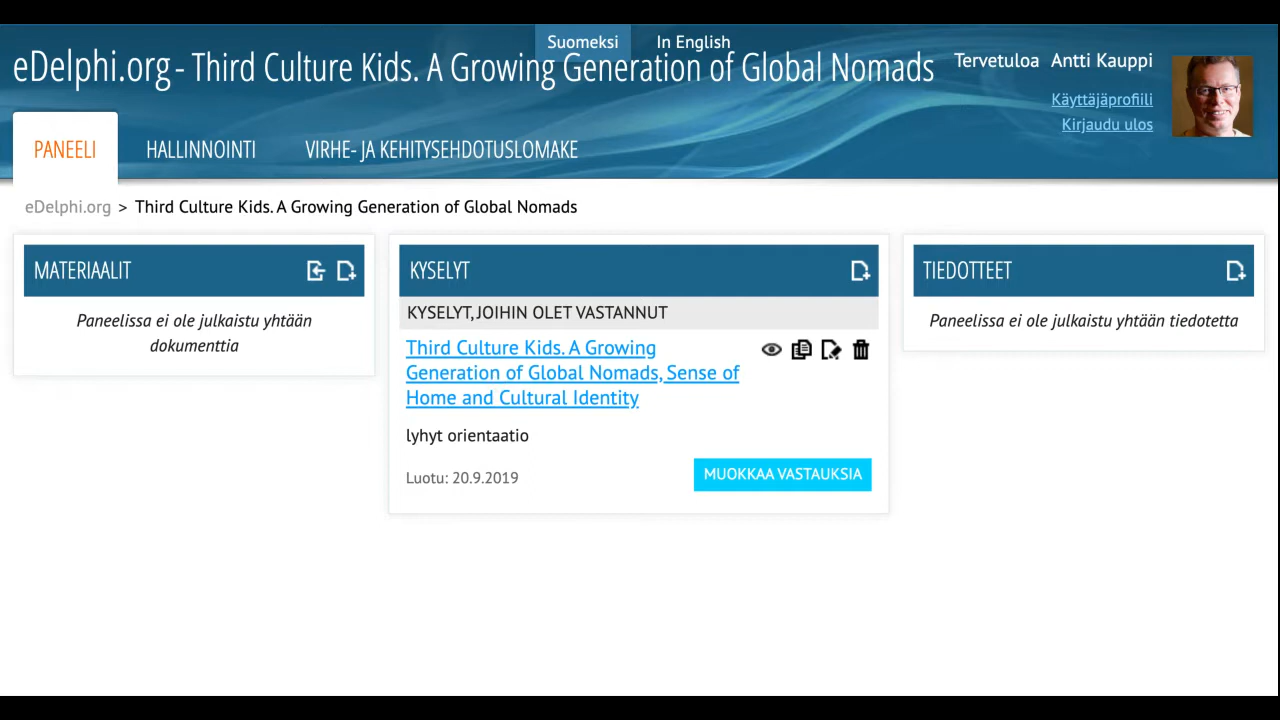 Suomeksi In English
eDelphi.org - Third Culture Kids. A Growing Generation of Global Nomads
Tervetuloa Antti Kauppi
Käyttäjäprofiili
Kirjaudu ulos
PANEELI HALLINNOINTI VIRHE- JA KEHITYSEHDOTUSLOMAKE
eDelphi.org > Third Culture Kids. A Growing Generation of Global Nomads
MATERIAALIT
Paneelissa ei ole julkaistu yhtään
dokumenttia
KYSELYT
KYSELYT, JOIHIN OLET VASTANNUT
Third Culture Kids. A Growing
Generation of Global Nomads, Sense of
Home and Cultural Identity
lyhyt orientaatio
Luotu: 20.9.2019
MUOKKAA VASTAUKSIA
TIEDOTTEET
Paneelissa ei ole julkaistu yhtään tiedotetta